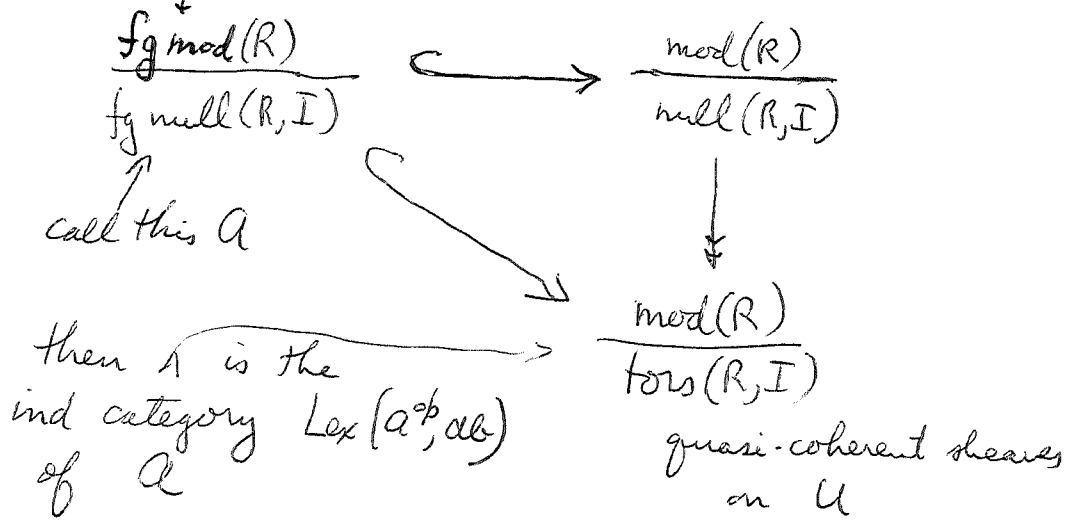 fg mod(R)
fg null(R,I)
mod(R)
null(R,I)
call this A
mod(R)
tors(R,I)
then is the
ind category Lex(a^op, ab)
of a
quasi-coherent sheaves
on U